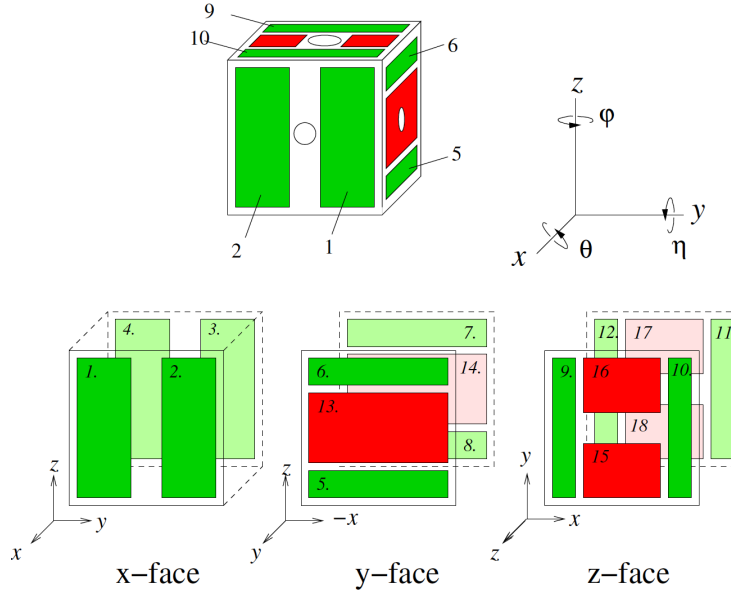 9
10
6
5
2
1
z
φ
y
x
θ
η
4.
3.
1.
2.
z
y
x
x−face
7.
6.
14.
13.
8.
5.
z
−x
y
y−face
12.
17
11.
9.
16
10.
18
15
y
x
z
z−face